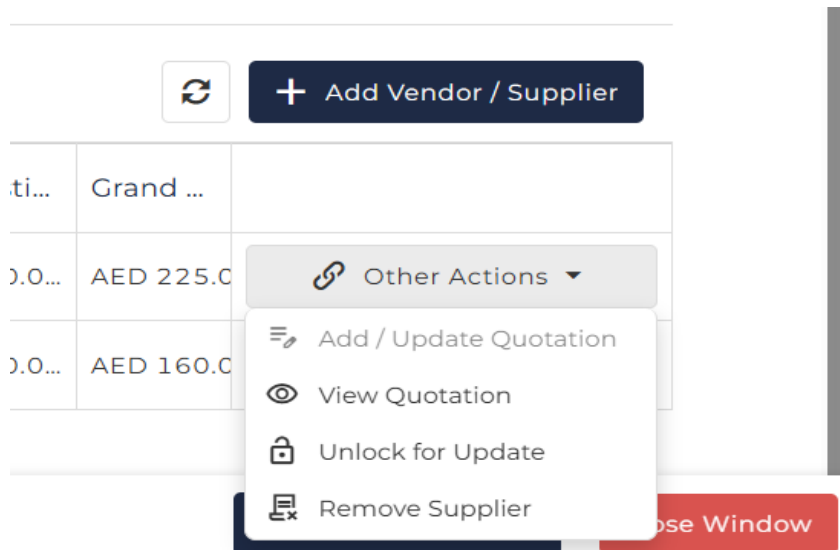 Add Vendor / Supplier
Grand ...
AED 225.0
Other Actions
AED 160.0
Add / Update Quotation
View Quotation
Unlock for Update
Remove Supplier
Window